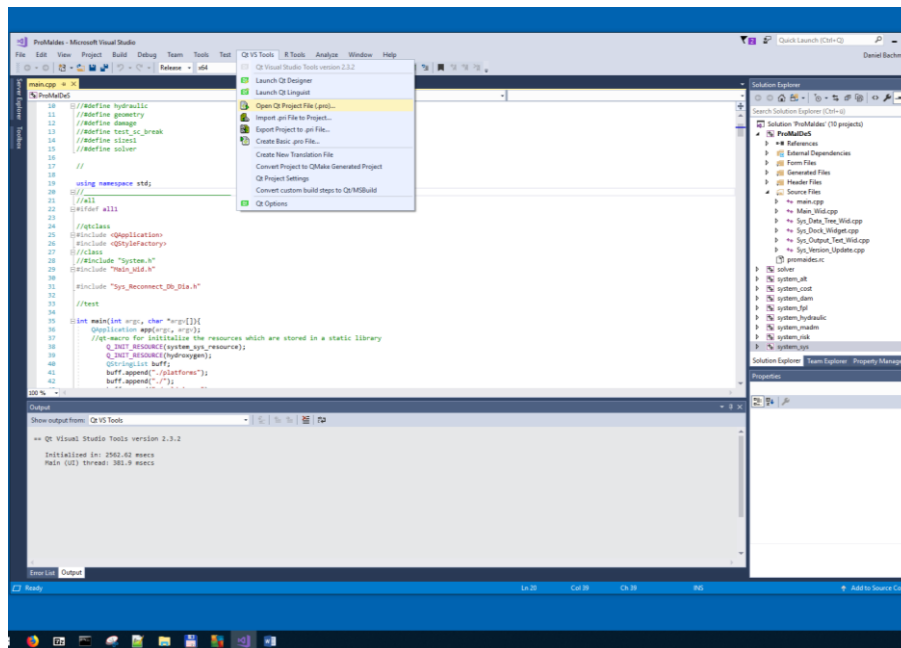 ProMaIdes - Microsoft Visual Studio
Quick Launch (Ctrl+Q)
File Edit View Project Build Debug Team Tools Test Qt VS Tools R Tools Analyze Window Help
Daniel Bachm
Release x64
Qt Visual Studio Tools version 2.3.2
Launch Qt Designer
Launch Qt Linguist
Open Qt Project File (.pro)...
Import .pri File to Project...
Export Project to .pri File...
Create Basic .pro File...
Create New Translation File
Convert Project to QMake Generated Project
Qt Project Settings
Convert custom build steps to Qt/MSBuild
Qt Options
Server Explorer
Toolbox
main.cpp
ProMaIDeS
10 //#define hydraulic
11 //#define geometry
12 //#define damage
13 //#define test_sc_break
14 //#define sizes1
15 //#define solver
16
17 //
18
19 using namespace std;
20 //
21 //all
22 #ifdef all1
23
24 //qtclass
25 #include <QApplication>
26 #include <QStyleFactory>
27 //class
28 //#include "System.h"
29 #include "Main_Wid.h"
30
31 #include "Sys_Reconnect_Db_Dia.h"
32
33 //test
34
35 int main(int argc, char *argv[]){
36 QApplication app(argc, argv);
37 //qt-macro for inititalize the resources which are stored in a static library
38 Q_INIT_RESOURCE(system_sys_resource);
39 Q_INIT_RESOURCE(hydroxygen);
40 QStringList buff;
41 buff.append("./platforms");
42 buff.append("./");
100 %
Solution Explorer
Search Solution Explorer (Ctrl+ü)
Solution 'ProMaIdes' (10 projects)
ProMaIDeS
References
External Dependencies
Form Files
Generated Files
Header Files
Source Files
main.cpp
Main_Wid.cpp
Sys_Data_Tree_Wid.cpp
Sys_Dock_Widget.cpp
Sys_Output_Text_Wid.cpp
Sys_Version_Update.cpp
promaides.rc
solver
system_alt
system_cost
system_dam
system_fpl
system_hydraulic
system_madm
system_risk
system_sys
Solution Explorer Team Explorer Property Manage
Properties
Output
Show output from: Qt VS Tools
== Qt Visual Studio Tools version 2.3.2
Initialized in: 2502.02 msecs
Main (UI) thread: 381.9 msecs
Error List Output
Ready Ln 20 Col 39 Ch 39 INS Add to Source Co